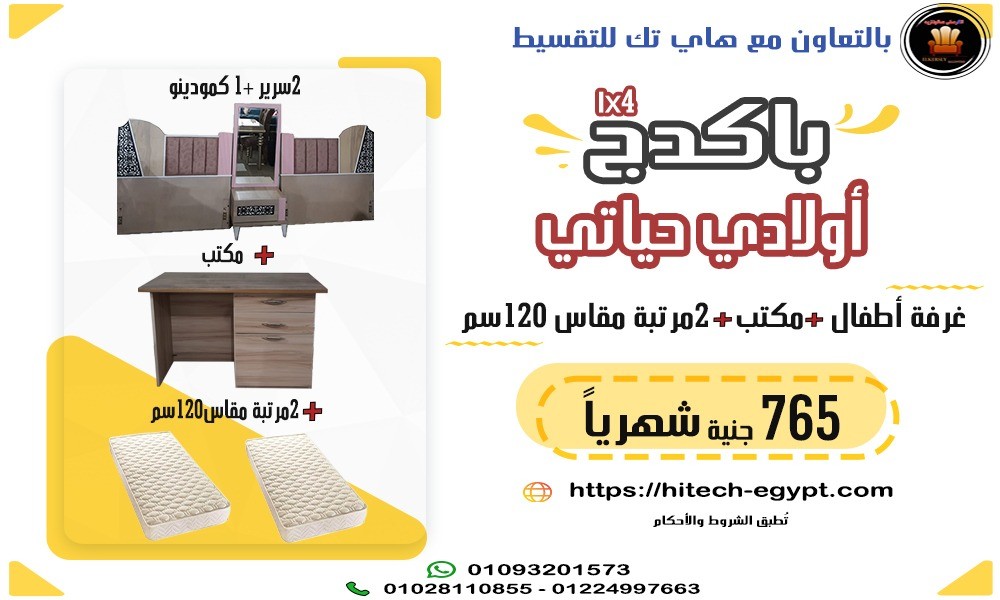 بالتعاون مع هاي تك للتقسيط
باكدج 1x4
أولادي حياتي
غرفة أطفال +مكتب+2مرتبة مقاس 120سم
765 جنية شهرياً
https://hitech-egypt.com
تُطبق الشروط والأحكام
2سرير +1 كمودينو
+ مكتب
+2مرتبة مقاس120سم
01093201573
01028110855 - 01224997663